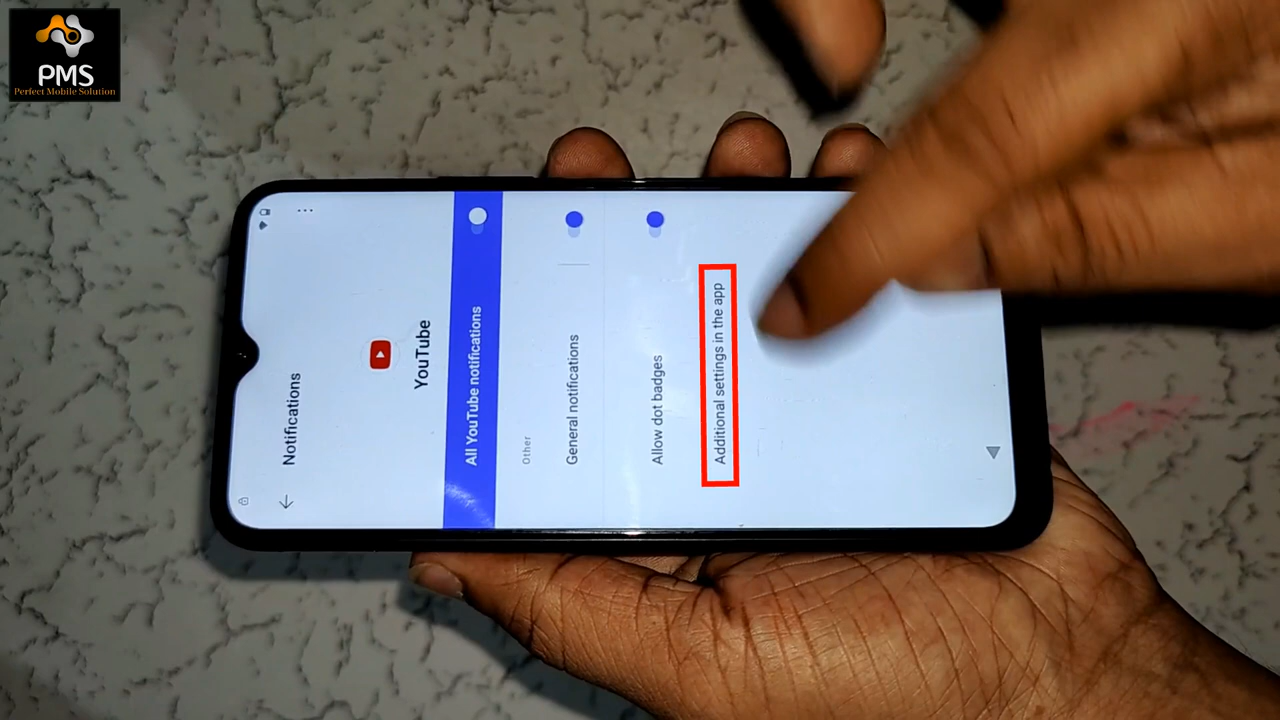 PMS
Perfect Mobile Solution
Notifications
YouTube
All YouTube notifications
Other
General notifications
Allow dot badges
Additional settings in the app